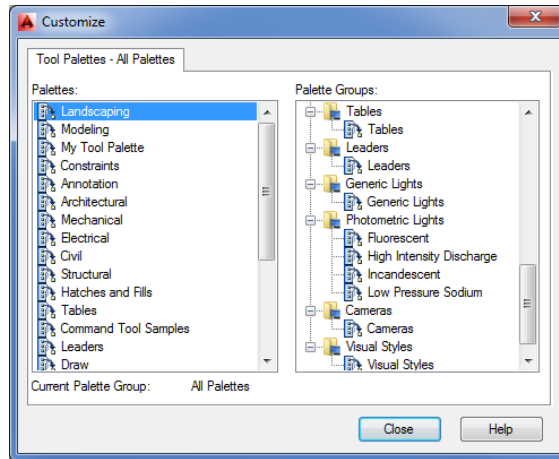 Customize
Tool Palettes - All Palettes
Palettes:
Landscaping
Modeling
My Tool Palette
Constraints
Annotation
Architectural
Mechanical
Electrical
Civil
Structural
Hatches and Fills
Tables
Command Tool Samples
Leaders
Draw
Palette Groups:
Tables
Tables
Leaders
Leaders
Generic Lights
Generic Lights
Photometric Lights
Fluorescent
High Intensity Discharge
Incandescent
Low Pressure Sodium
Cameras
Cameras
Visual Styles
Visual Styles
Current Palette Group: All Palettes
Close Help